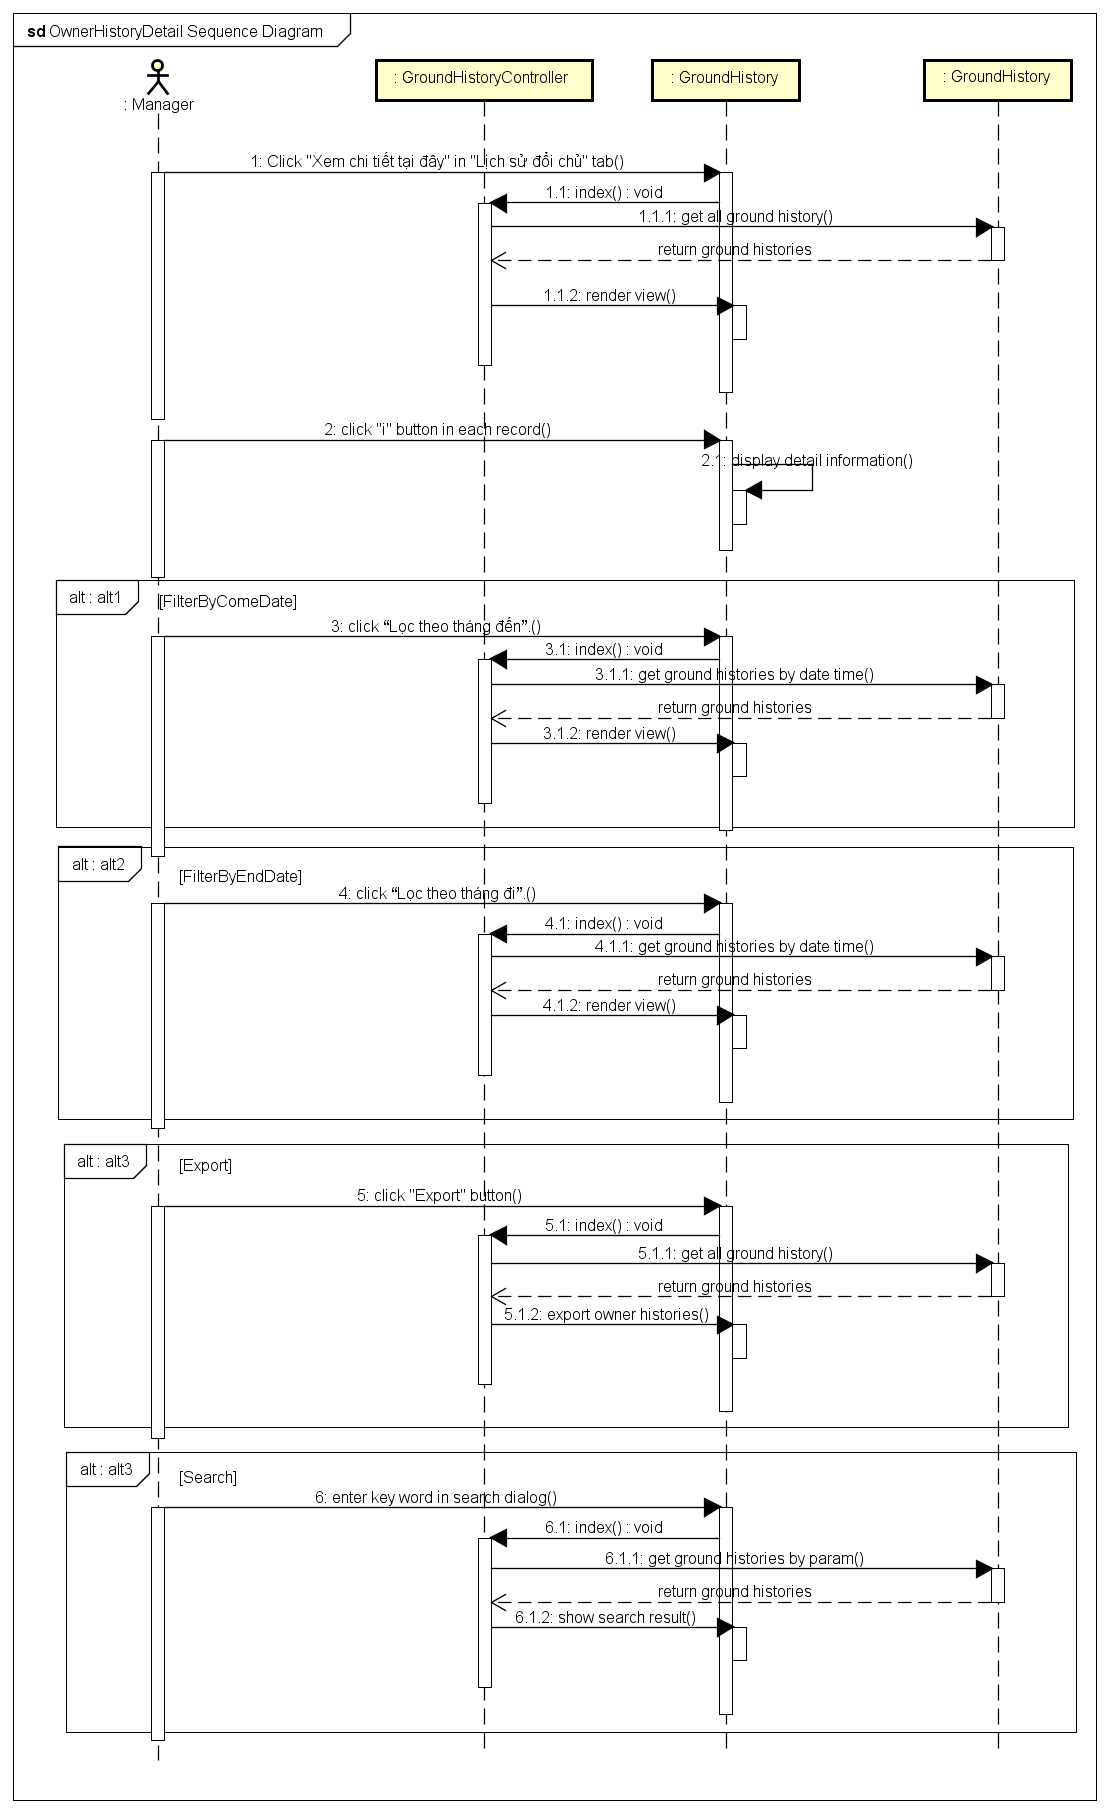 sd OwnerHistoryDetail Sequence Diagram
: Manager
: GroundHistoryController
: GroundHistory
: GroundHistory
1: Click "Xem chi tiết tại đây" in "Lịch sử đổi chủ" tab()
1.1: index() : void
1.1.1: get all ground history()
return ground histories
1.1.2: render view()
2: click "i" button in each record()
2.1: display detail information()
alt : alt1
[FilterByComeDate]
3: click “Lọc theo tháng đến”.()
3.1: index() : void
3.1.1: get ground histories by date time()
return ground histories
3.1.2: render view()
alt : alt2
[FilterByEndDate]
4: click “Lọc theo tháng đi”.()
4.1: index() : void
4.1.1: get ground histories by date time()
return ground histories
4.1.2: render view()
alt : alt3
[Export]
5: click "Export" button()
5.1: index() : void
5.1.1: get all ground history()
return ground histories
5.1.2: export owner histories()
alt : alt3
[Search]
6: enter key word in search dialog()
6.1: index() : void
6.1.1: get ground histories by param()
return ground histories
6.1.2: show search result()